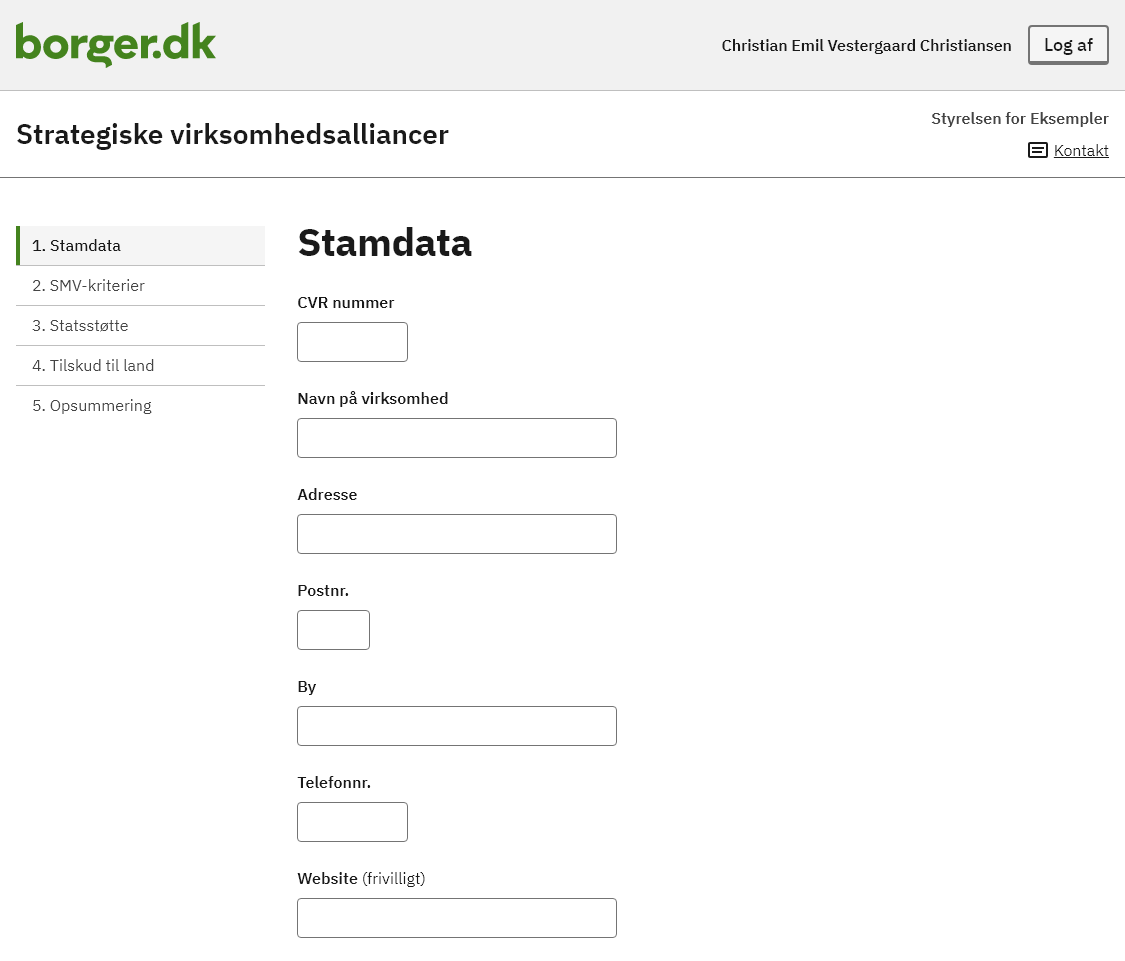 borger.dk
Christian Emil Vestergaard Christiansen
Log af
Strategiske virksomhedsalliancer
Styrelsen for Eksempler
Kontakt
1. Stamdata
2. SMV-kriterier
3. Statsstøtte
4. Tilskud til land
5. Opsummering
Stamdata
CVR nummer
Navn på virksomhed
Adresse
Postnr.
By
Telefonnr.
Website (frivilligt)